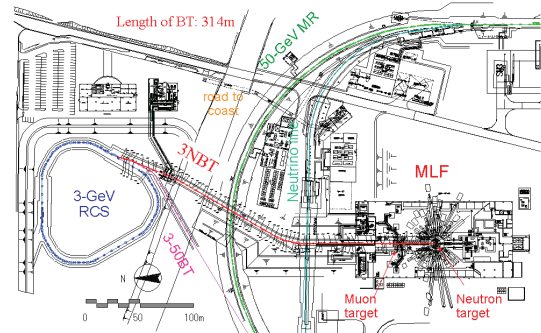 Length of BT: 314m
50-GeV MR
road to
coast
Neutrino line
3NBT
MLF
3-GeV
RCS
3-50BT
N
Muon
target
Neutron
target
0 50 100m